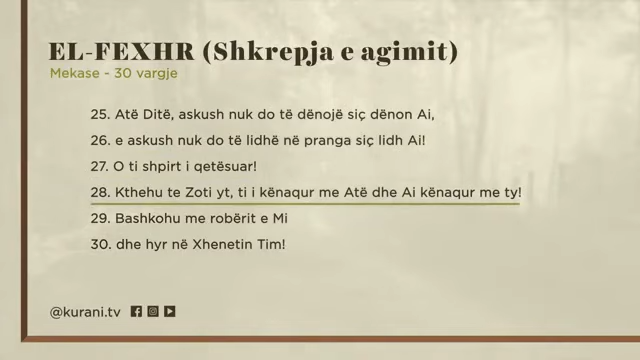 EL-FEXHR (Shkrepja e agimit)
Mekase - 30 vargje
25. Atë Ditë, askush nuk do të dënojë siç dënon Ai,
26. e askush nuk do të lidhë në pranga siç lidh Ai!
27. O ti shpirt i qetësuar!
28. Kthehu te Zoti yt, ti i kënaqur me Atë dhe Ai kënaqur me ty!
29. Bashkohu me robërit e Mi
30. dhe hyr në Xhenetin Tim!
@kurani.tv